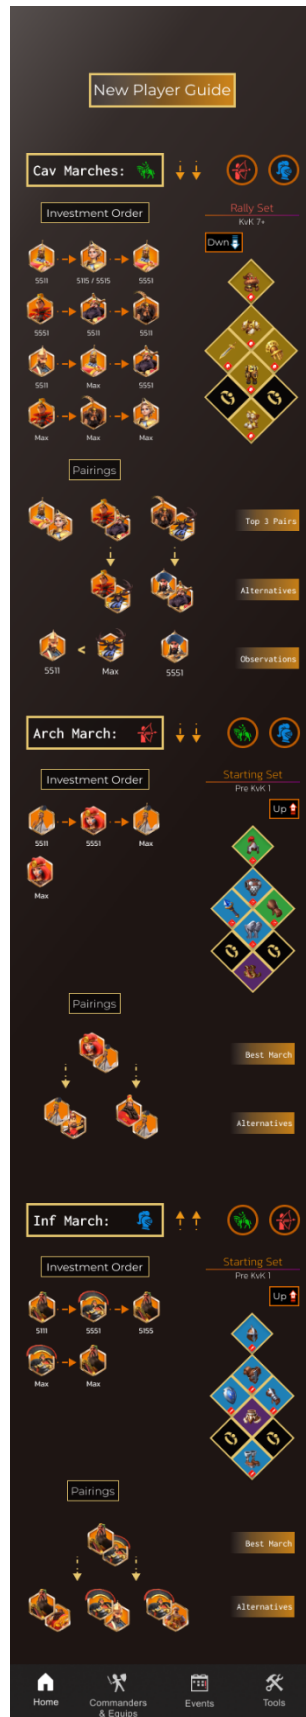 New Player Guide
Cav Marches:
Investment Order
Rally Set
KvK 7+
Dwn
5511
5115 / 5515
5551
5551
5511
5511
5511
Max
5551
Max
Max
Max
Pairings
Top 3 Pairs
Alternatives
<
5511
Max
5551
Observations
Arch March:
Investment Order
Starting Set
Pre KvK 1
Up
5511
5551
Max
Max
Pairings
Best March
Alternatives
Inf March:
Investment Order
Starting Set
Pre KvK 1
Up
5111
5551
5155
Max
Max
Pairings
Best March
Alternatives
Home
Commanders
& Equips
Events
Tools